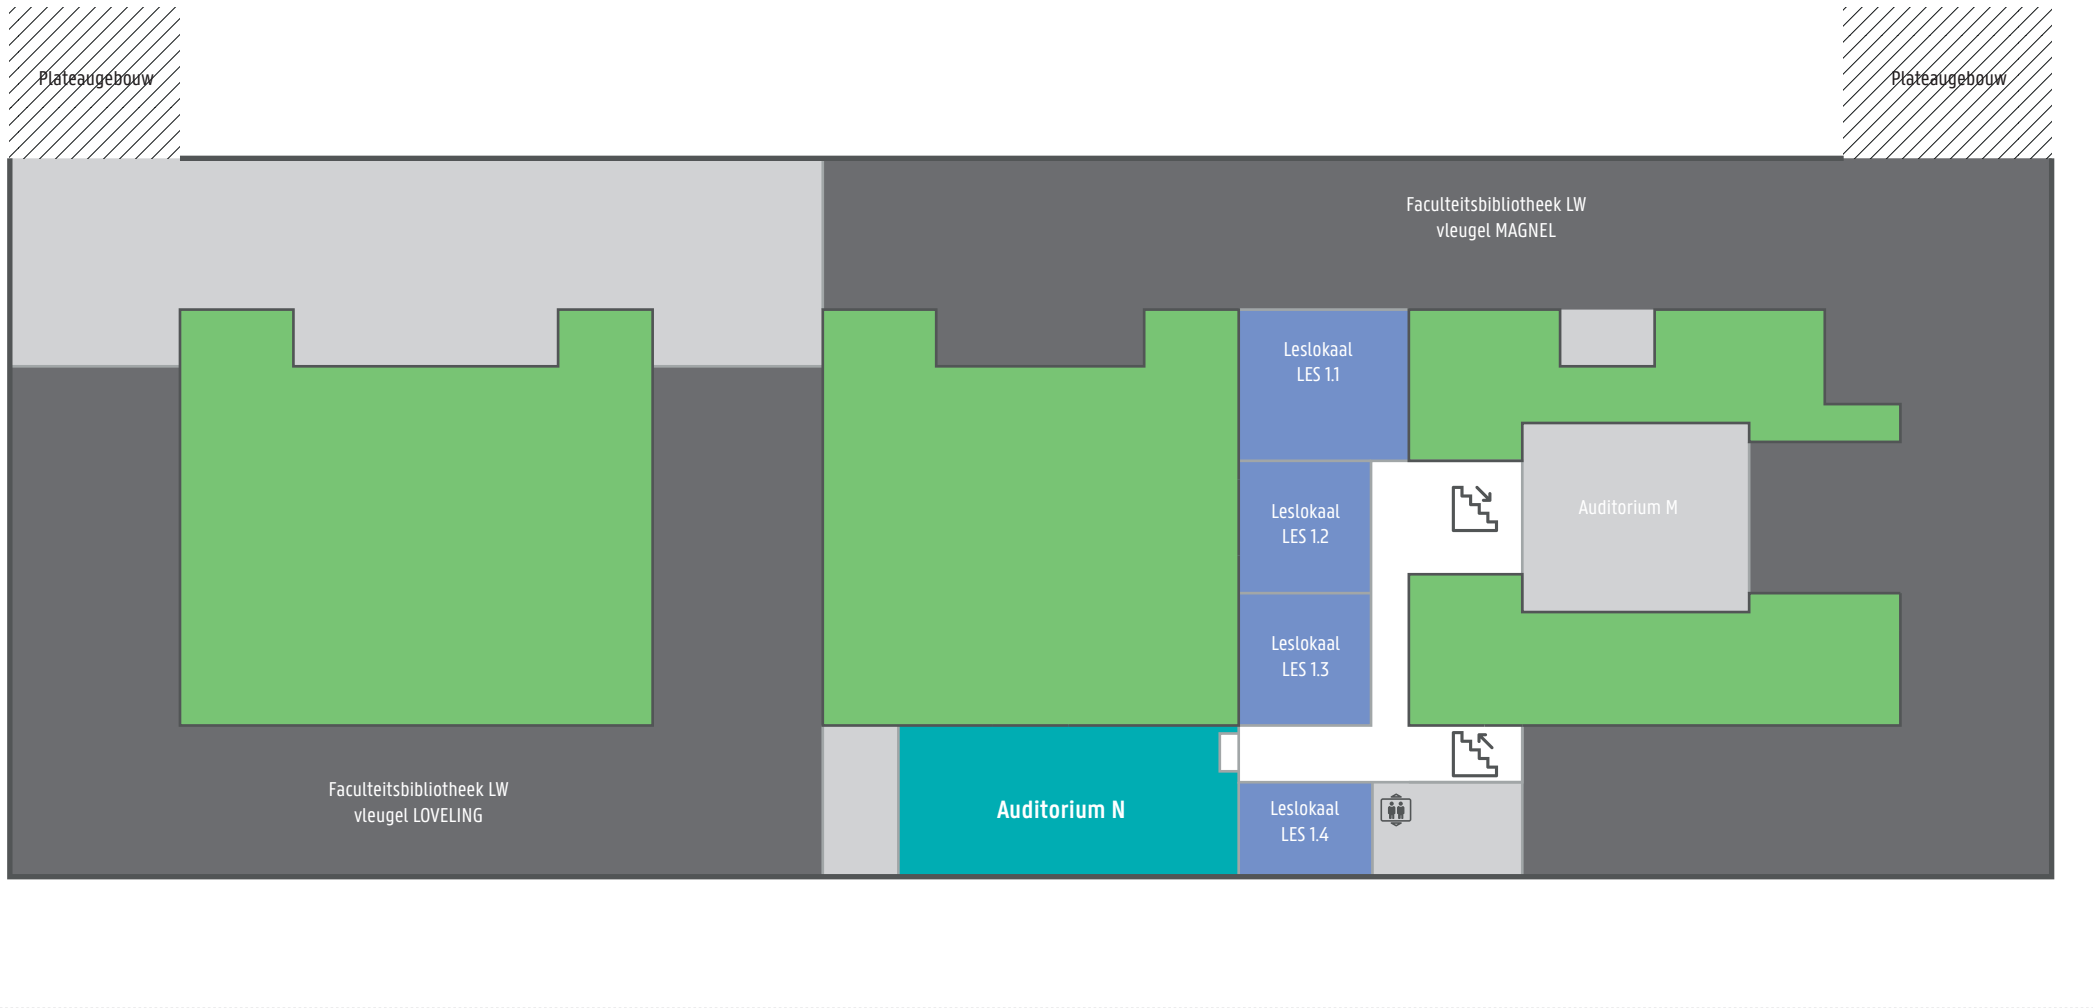 Plateaugebouw
Plateaugebouw
Faculteitsbibliotheek LW
vleugel MAGNEL
Leslokaal
LES 1.1
Leslokaal
LES 1.2
Auditorium M
Leslokaal
LES 1.3
Faculteitsbibliotheek LW
vleugel LOVELING
Auditorium N
Leslokaal
LES 1.4